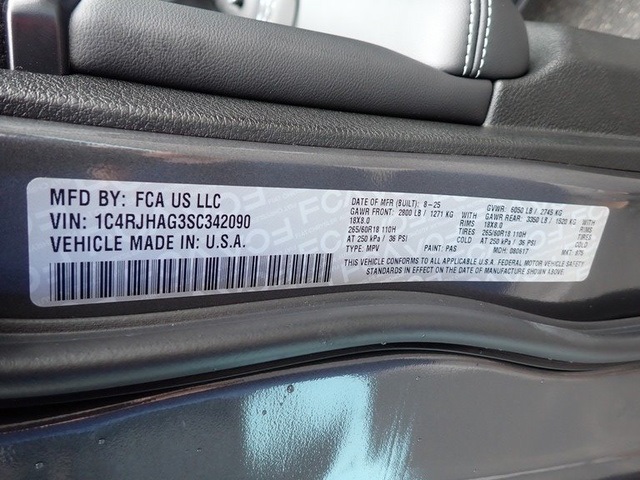 MFD BY: FCA US LLC
VIN: 1C4RJHAG3SC342090
VEHICLE MADE IN: U.S.A.
DATE OF MFR (BUILT): 8-25 GVWR: 6050 LB / 2745 KG
GAWR FRONT: 2800 LB / 1271 KG WITH GAWR REAR: 3350 LB / 1520 KG WITH
18X8.0 RIMS 18X8.0 RIMS
265/60R18 110H TIRES 265/60R18 110H TIRES
AT 250 kPa / 36 PSI COLD AT 250 kPa / 36 PSI COLD
TYPE: MPV PAINT: PAS MDH: 080617 MKT: 875
THIS VEHICLE CONFORMS TO ALL APPLICABLE U.S.A. FEDERAL MOTOR VEHICLE SAFETY
STANDARDS IN EFFECT ON THE DATE OF MANUFACTURE SHOWN ABOVE.